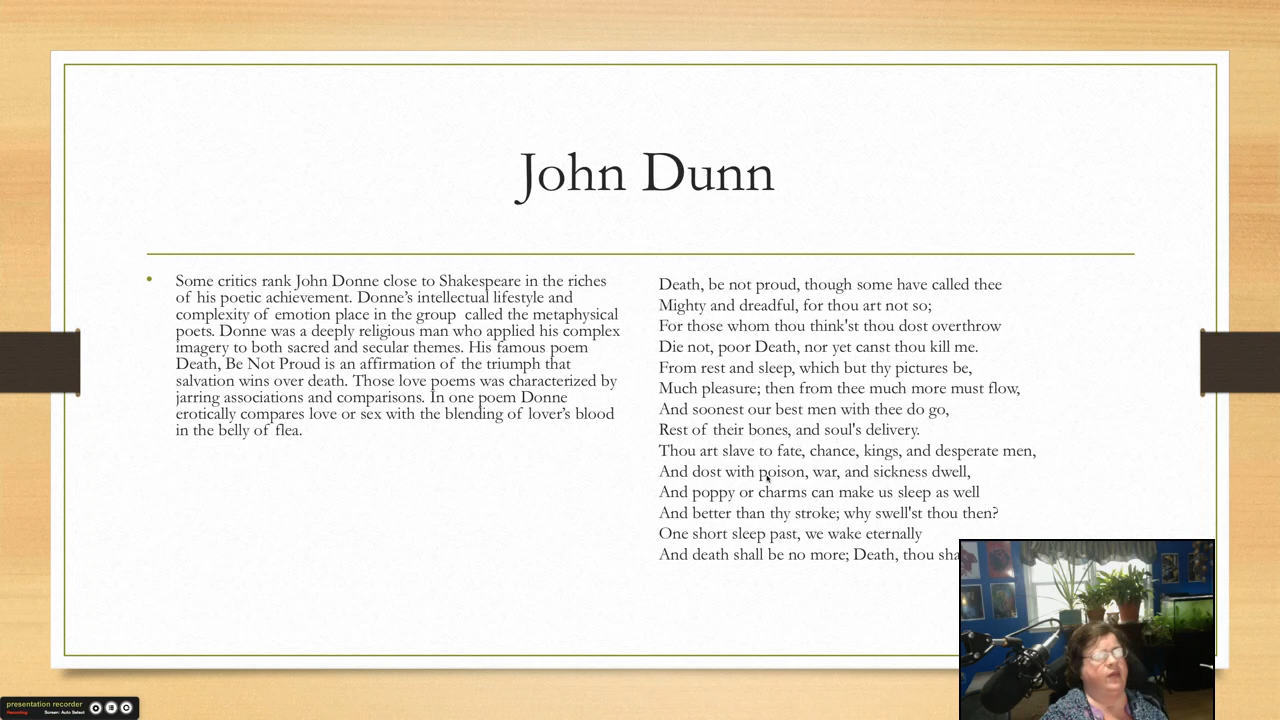 John Dunn
• Some critics rank John Donne close to Shakespeare in the riches
of his poetic achievement. Donne’s intellectual lifestyle and
complexity of emotion place in the group called the metaphysical
poets. Donne was a deeply religious man who applied his complex
imagery to both sacred and secular themes. His famous poem
Death, Be Not Proud is an affirmation of the triumph that
salvation wins over death. Those love poems was characterized by
jarring associations and comparisons. In one poem Donne
erotically compares love or sex with the blending of lover’s blood
in the belly of flea.
Death, be not proud, though some have called thee
Mighty and dreadful, for thou art not so;
For those whom thou think'st thou dost overthrow
Die not, poor Death, nor yet canst thou kill me.
From rest and sleep, which but thy pictures be,
Much pleasure; then from thee much more must flow,
And soonest our best men with thee do go,
Rest of their bones, and soul's delivery.
Thou art slave to fate, chance, kings, and desperate men,
And dost with poison, war, and sickness dwell,
And poppy or charms can make us sleep as well
And better than thy stroke; why swell'st thou then?
One short sleep past, we wake eternally
And death shall be no more; Death, thou sha
presentation recorder
Recording Screen: Auto Select